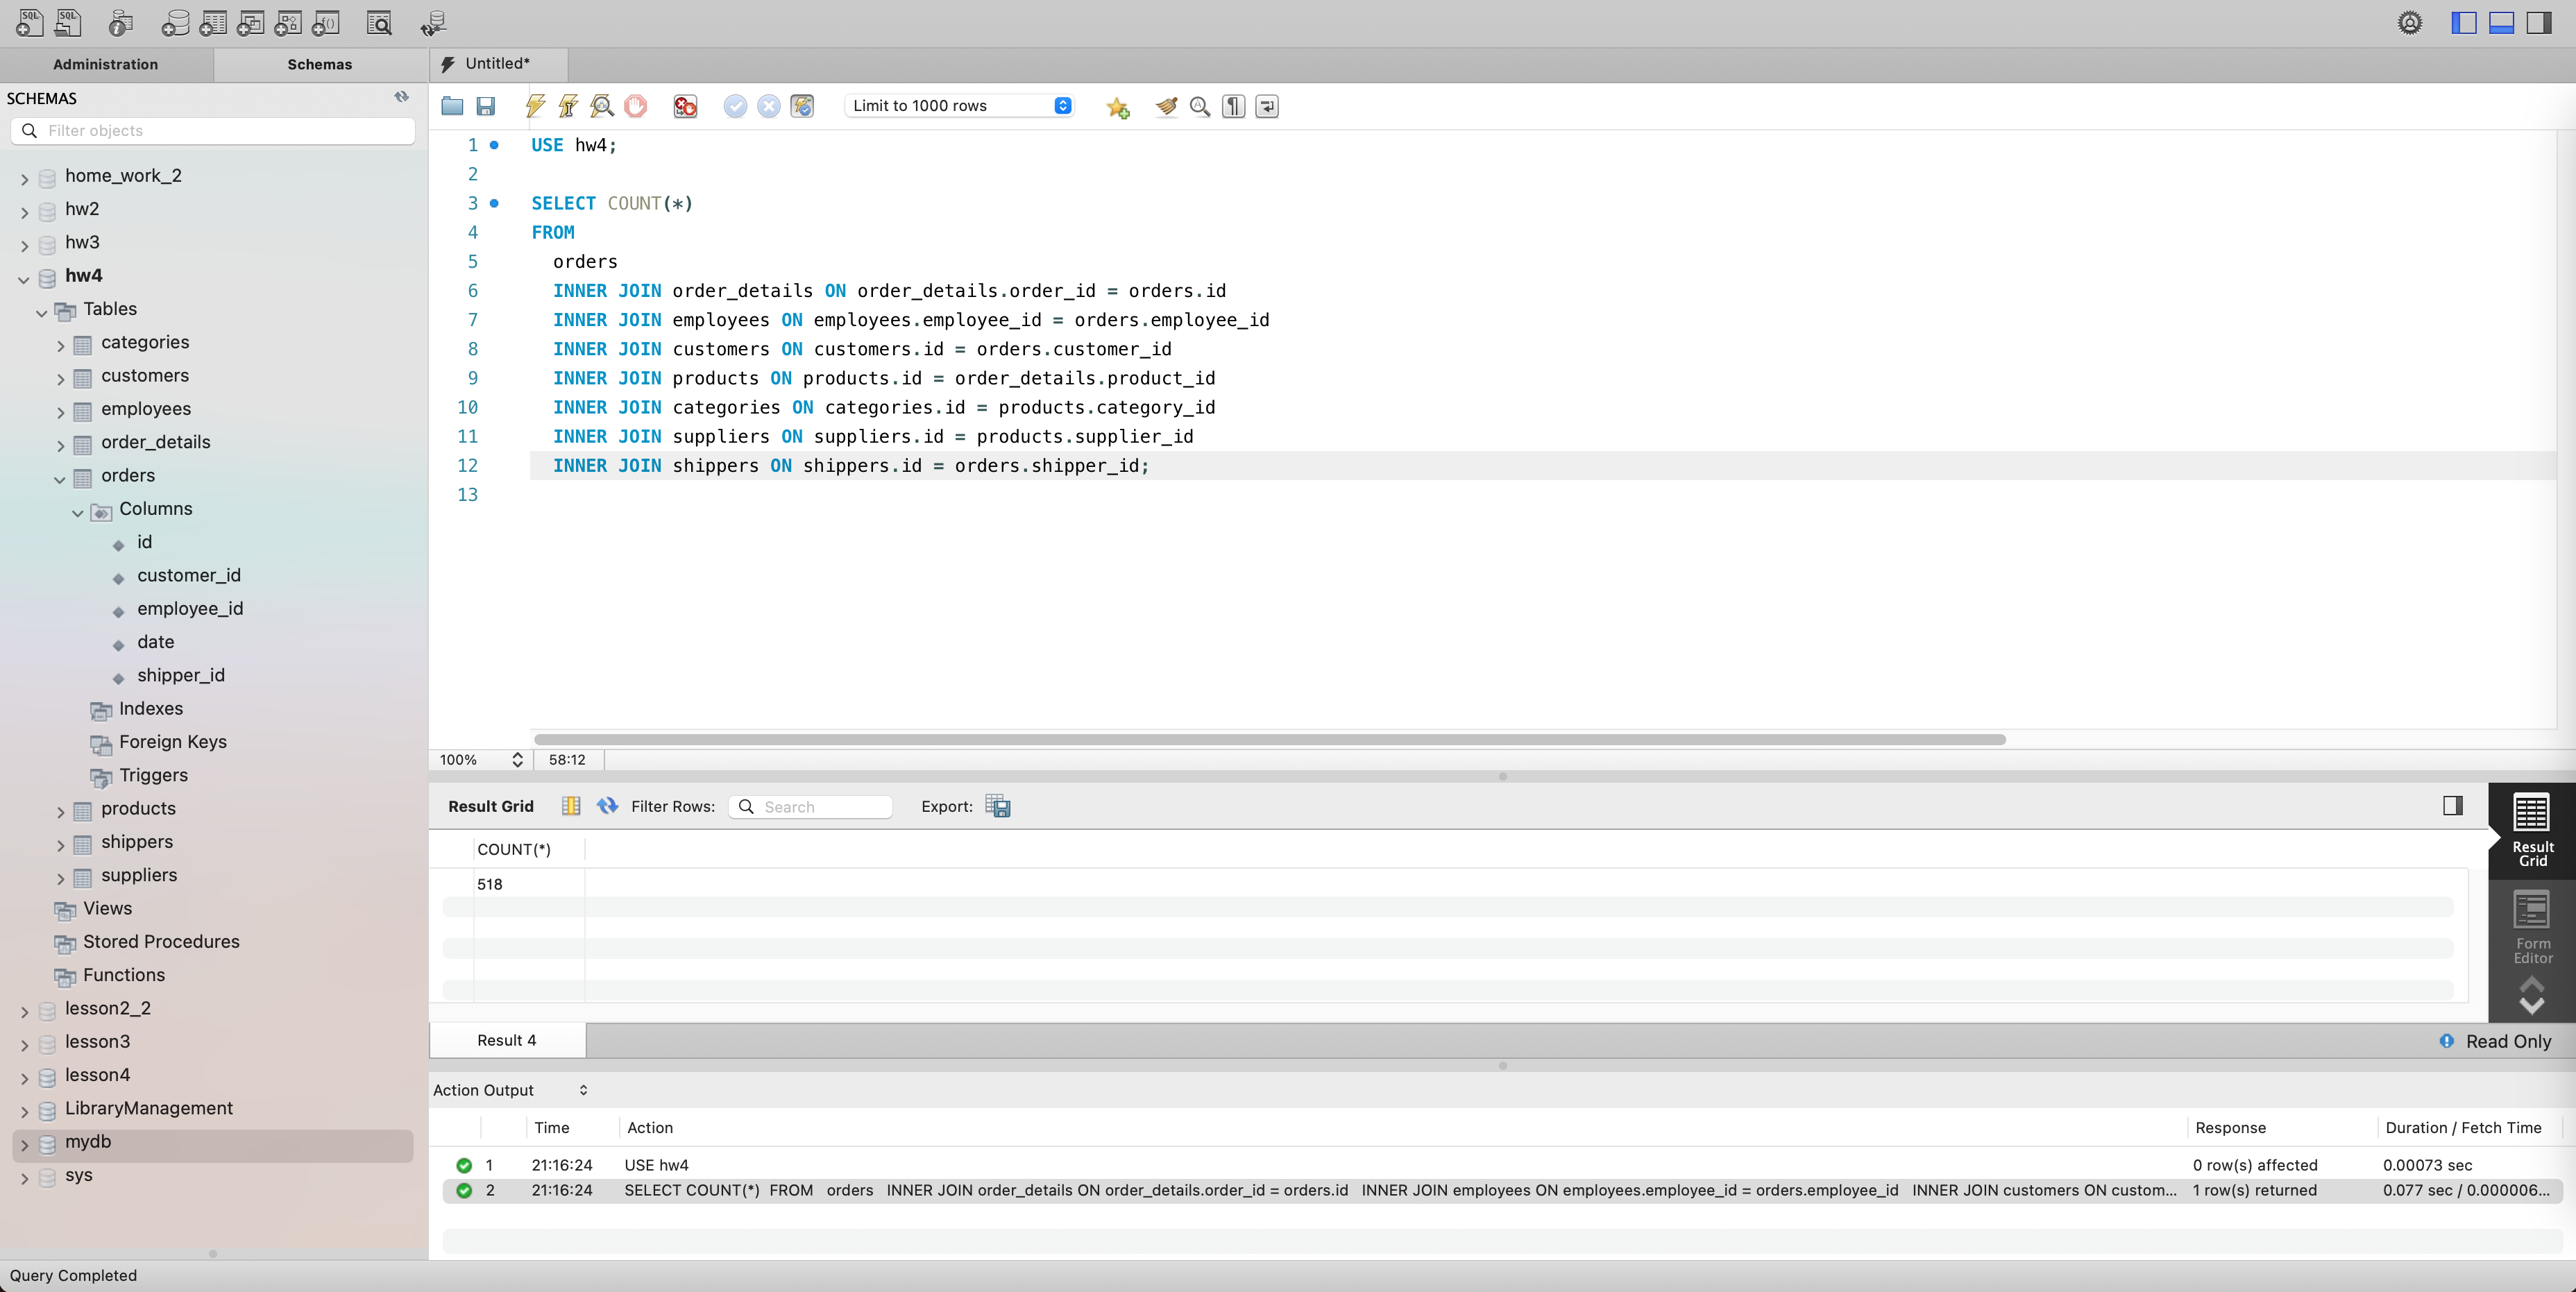 SQL SQL
Administration Schemas Untitled*
SCHEMAS
Filter objects
home_work_2
hw2
hw3
hw4
Tables
categories
customers
employees
order_details
orders
Columns
id
customer_id
employee_id
date
shipper_id
Indexes
Foreign Keys
Triggers
products
shippers
suppliers
Views
Stored Procedures
Functions
lesson2_2
lesson3
lesson4
LibraryManagement
mydb
sys
Limit to 1000 rows
1 USE hw4;
2
3 SELECT COUNT(*)
4 FROM
5 orders
6 INNER JOIN order_details ON order_details.order_id = orders.id
7 INNER JOIN employees ON employees.employee_id = orders.employee_id
8 INNER JOIN customers ON customers.id = orders.customer_id
9 INNER JOIN products ON products.id = order_details.product_id
10 INNER JOIN categories ON categories.id = products.category_id
11 INNER JOIN suppliers ON suppliers.id = products.supplier_id
12 INNER JOIN shippers ON shippers.id = orders.shipper_id;
13
100% 58:12
Result Grid Filter Rows: Search Export:
COUNT(*)
518
Result
Grid
Form
Editor
Result 4 Read Only
Action Output
Time Action Response Duration / Fetch Time
1 21:16:24 USE hw4 0 row(s) affected 0.00073 sec
2 21:16:24 SELECT COUNT(*) FROM orders INNER JOIN order_details ON order_details.order_id = orders.id INNER JOIN employees ON employees.employee_id = orders.employee_id INNER JOIN customers ON custom... 1 row(s) returned 0.077 sec / 0.000006...
Query Completed